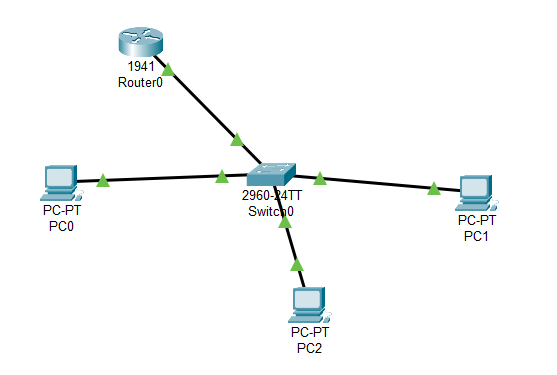 1941
Router0
2960-24TT
Switch0
PC-PT
PC0
PC-PT
PC1
PC-PT
PC2